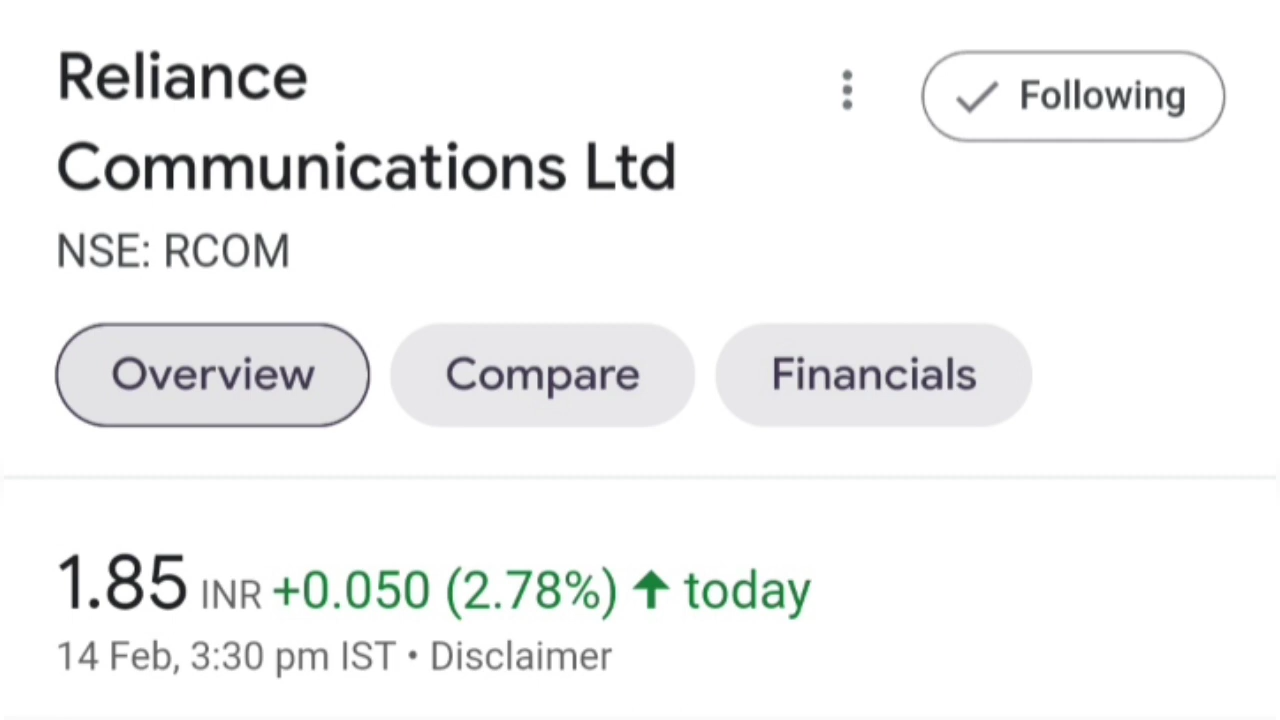 Reliance
Communications Ltd
Following
NSE: RCOM
Overview
Compare
Financials
1.85 INR +0.050 (2.78%) ↑ today
14 Feb, 3:30 pm IST • Disclaimer